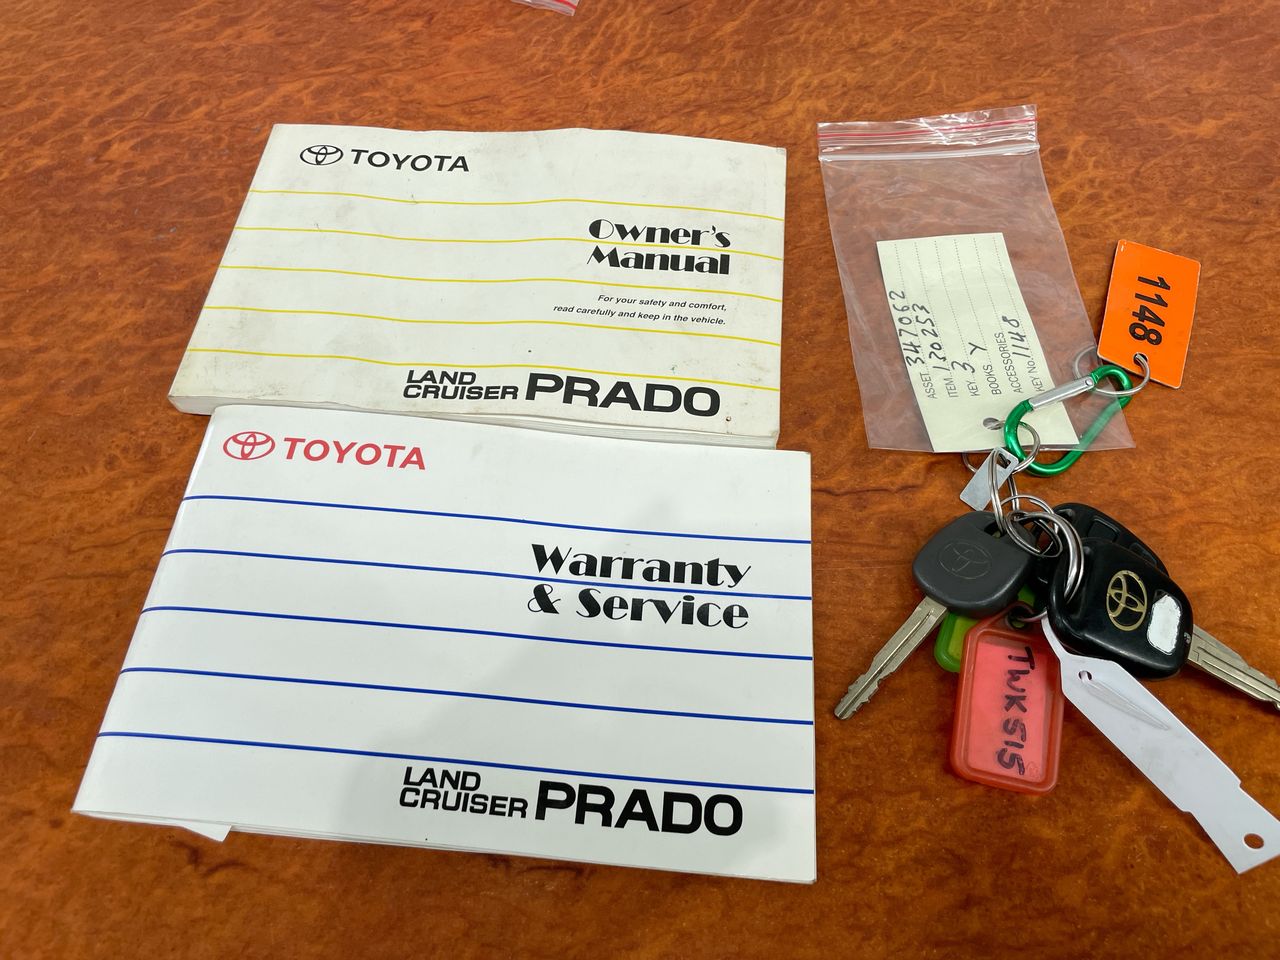 TOYOTA
Owner's
Manual
For your safety and comfort,
read carefully and keep in the vehicle.
LAND
CRUISER PRADO
TOYOTA
Warranty
& Service
LAND
CRUISER PRADO
ASSET 347062
ITEM 130253
KEY 3
BOOKS Y
ACCESSORIES
KEY No. 1148
1148
TWK515